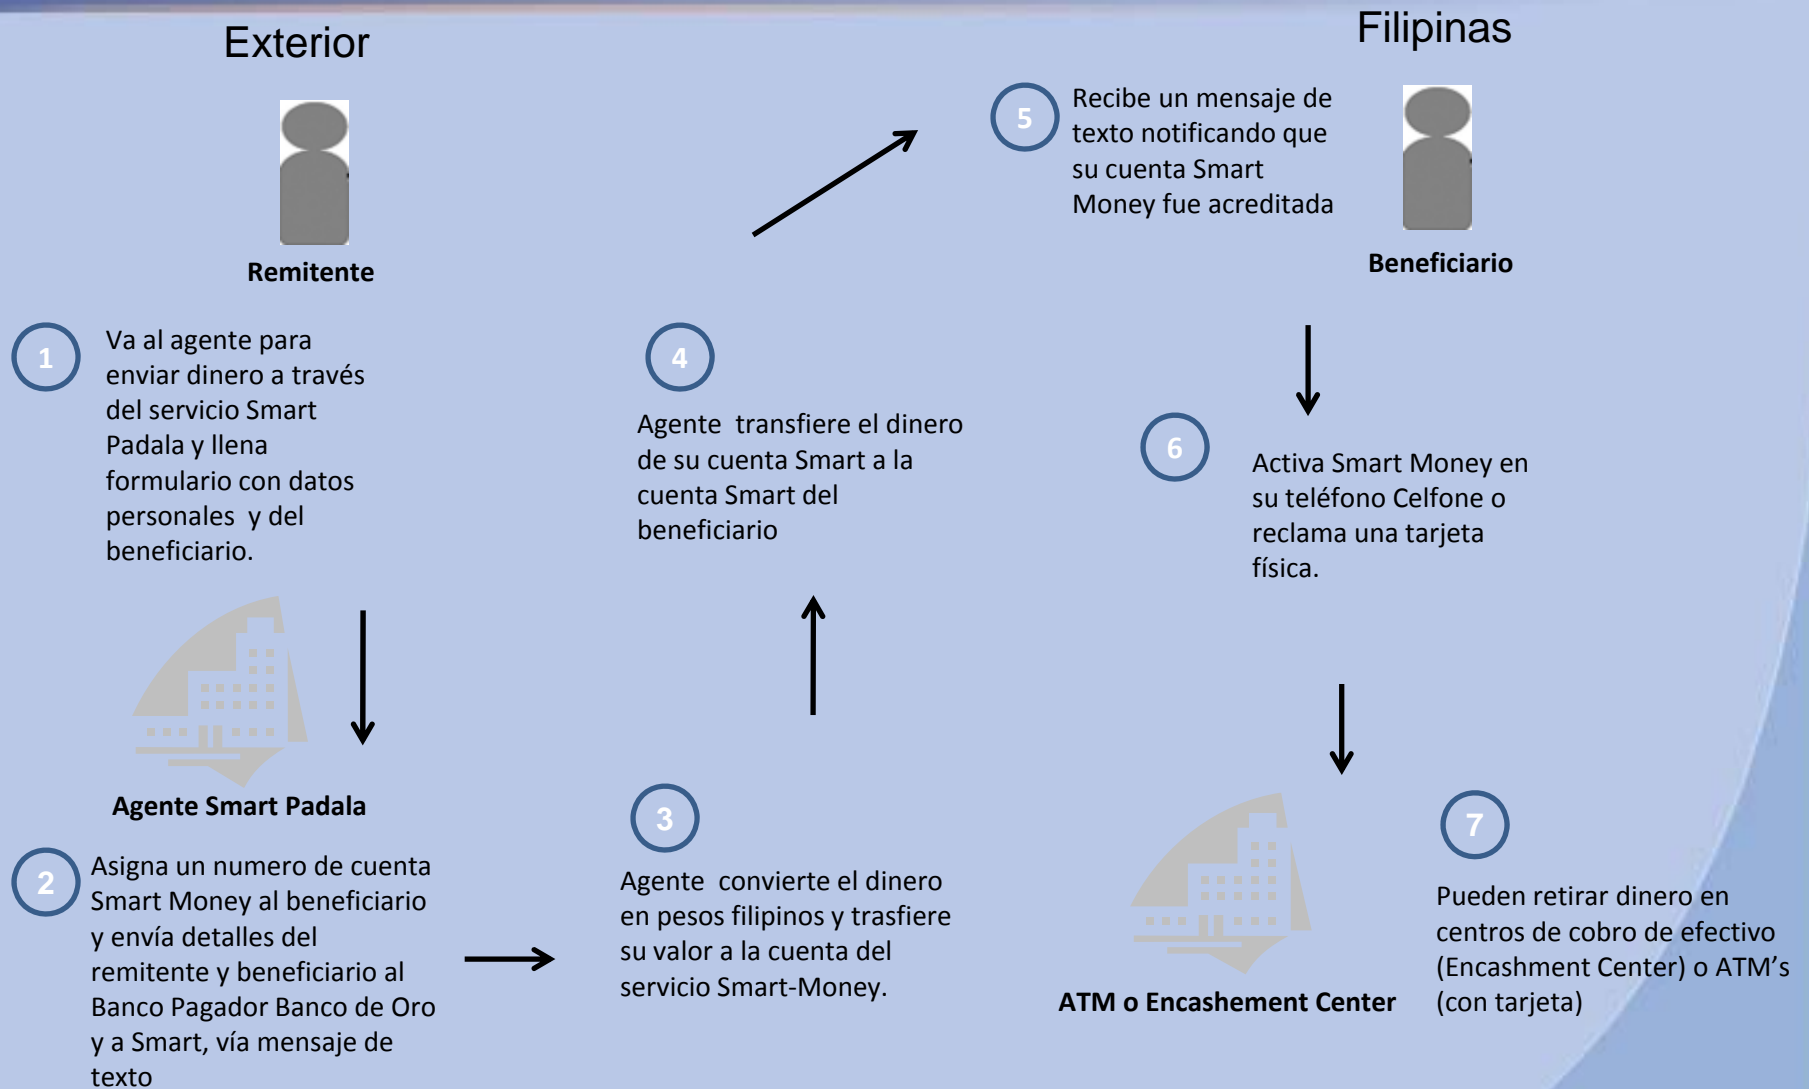 Exterior
Filipinas
Remitente
1
Va al agente para
enviar dinero a través
del servicio Smart
Padala y llena
formulario con datos
personales y del
beneficiario.
Agente Smart Padala
2
Asigna un numero de cuenta
Smart Money al beneficiario
y envía detalles del
remitente y beneficiario al
Banco Pagador Banco de Oro
y a Smart, vía mensaje de
texto
3
Agente convierte el dinero
en pesos filipinos y trasfiere
su valor a la cuenta del
servicio Smart-Money.
4
Agente transfiere el dinero
de su cuenta Smart a la
cuenta Smart del
beneficiario
5
Recibe un mensaje de
texto notificando que
su cuenta Smart
Money fue acreditada
Beneficiario
6
Activa Smart Money en
su teléfono Celfone o
reclama una tarjeta
física.
ATM o Encashement Center
7
Pueden retirar dinero en
centros de cobro de efectivo
(Encashment Center) o ATM’s
(con tarjeta)